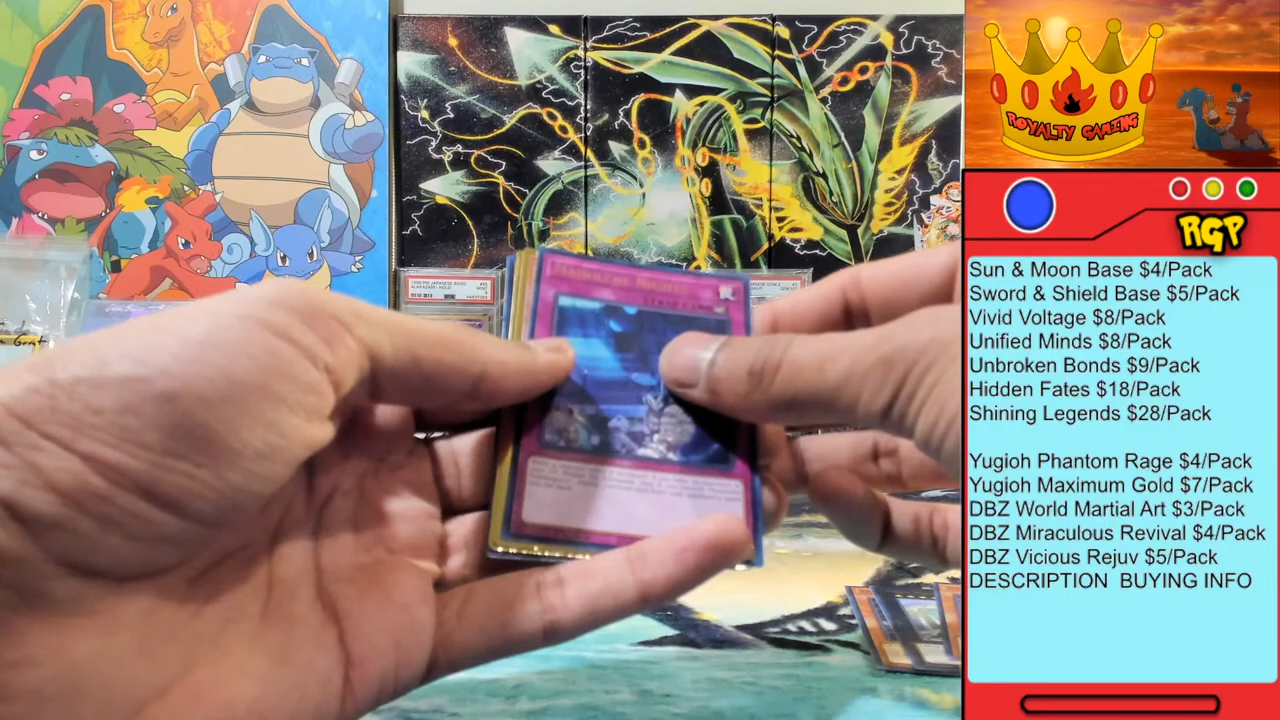 ROYALTY GAMING
RGP
Sun & Moon Base $4/Pack
Sword & Shield Base $5/Pack
Vivid Voltage $8/Pack
Unified Minds $8/Pack
Unbroken Bonds $9/Pack
Hidden Fates $18/Pack
Shining Legends $28/Pack
Yugioh Phantom Rage $4/Pack
Yugioh Maximum Gold $7/Pack
DBZ World Martial Art $3/Pack
DBZ Miraculous Revival $4/Pack
DBZ Vicious Rejuv $5/Pack
DESCRIPTION BUYING INFO